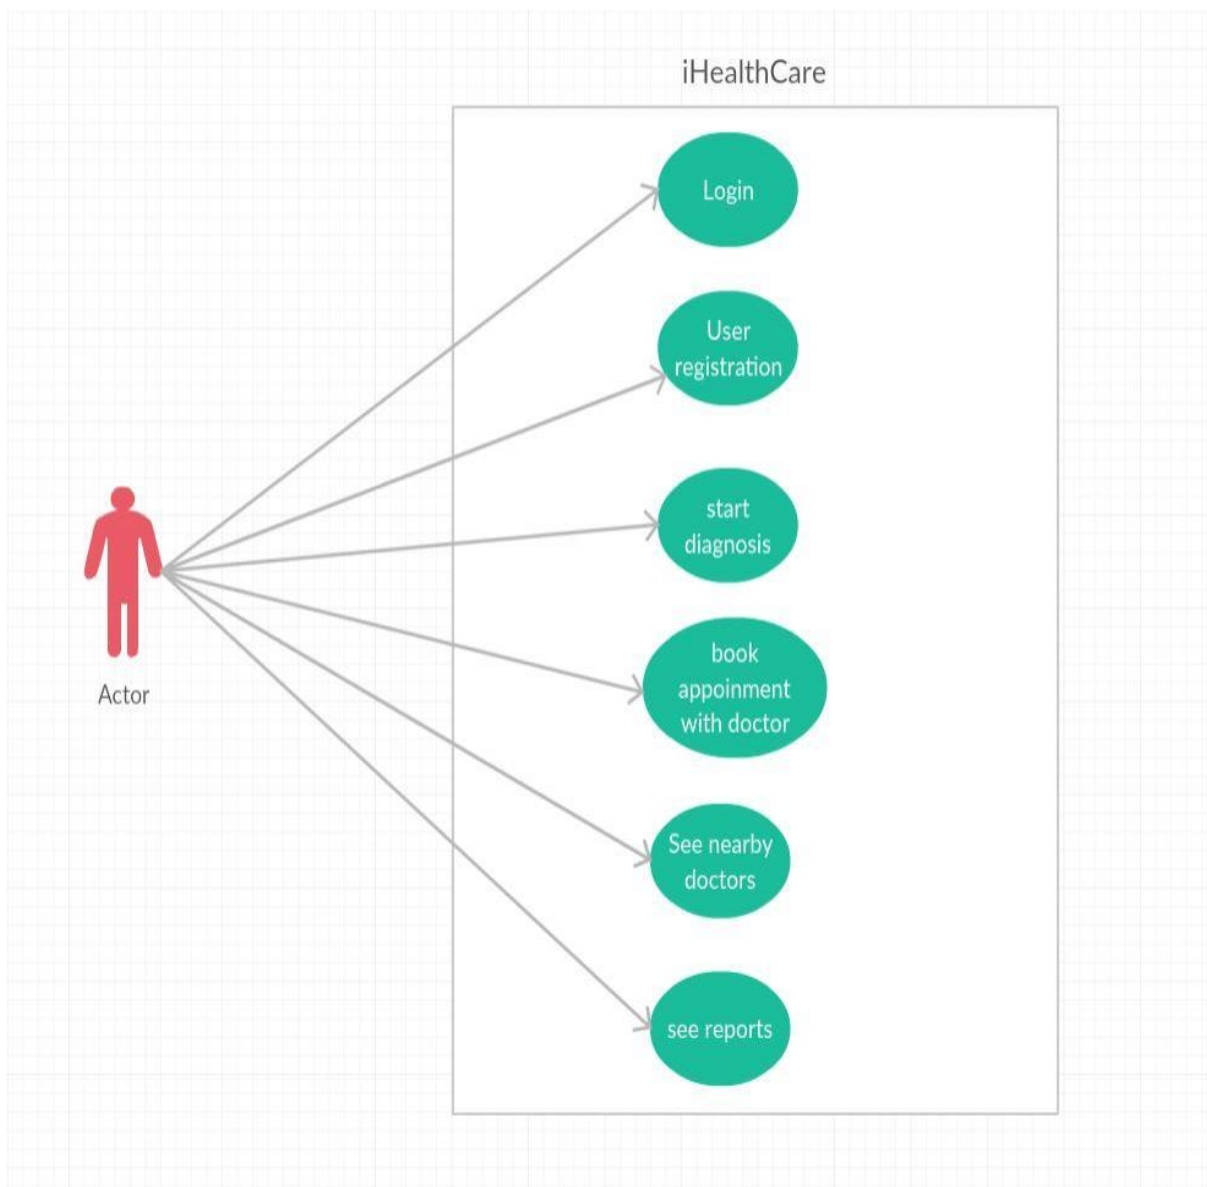 iHealthCare
Login
User
registration
start
diagnosis
book
appoinment
with doctor
Actor
See nearby
doctors
see reports